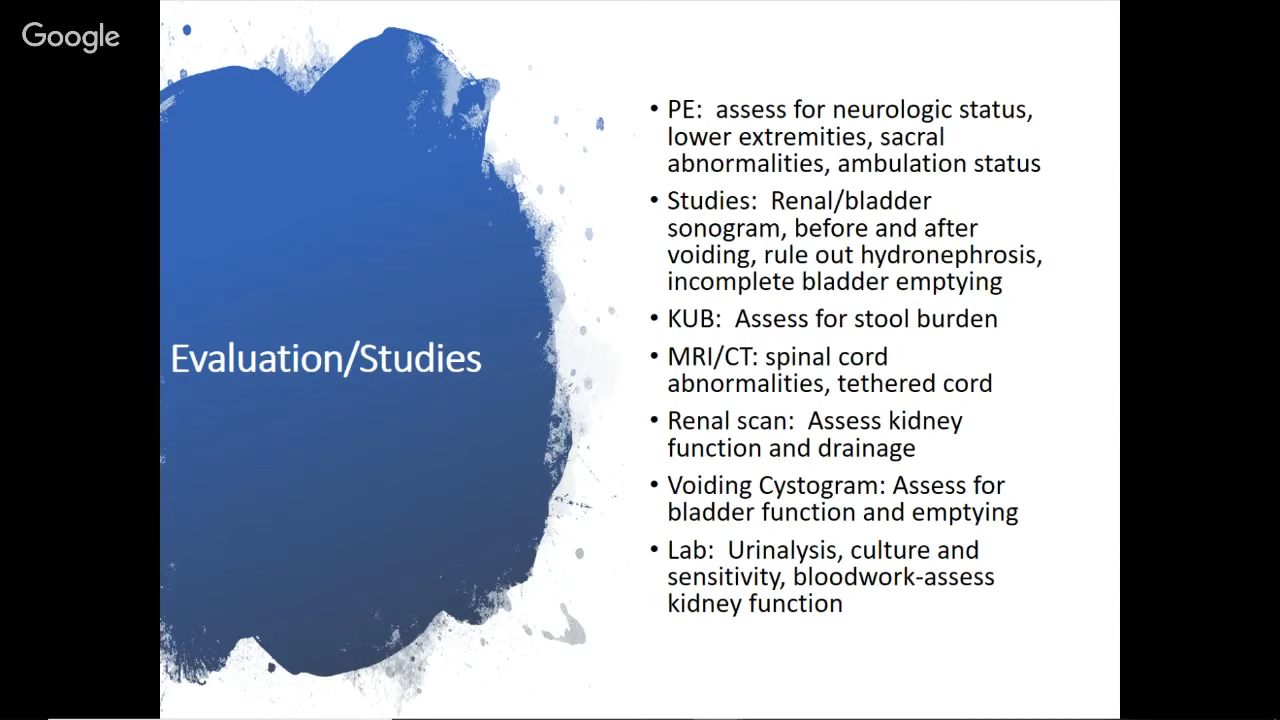 Google
Evaluation/Studies
• PE:  assess for neurologic status,
lower extremities, sacral
abnormalities, ambulation status
• Studies:  Renal/bladder
sonogram, before and after
voiding, rule out hydronephrosis,
incomplete bladder emptying
• KUB:  Assess for stool burden
• MRI/CT: spinal cord
abnormalities, tethered cord
• Renal scan:  Assess kidney
function and drainage
• Voiding Cystogram: Assess for
bladder function and emptying
• Lab:  Urinalysis, culture and
sensitivity, bloodwork-assess
kidney function